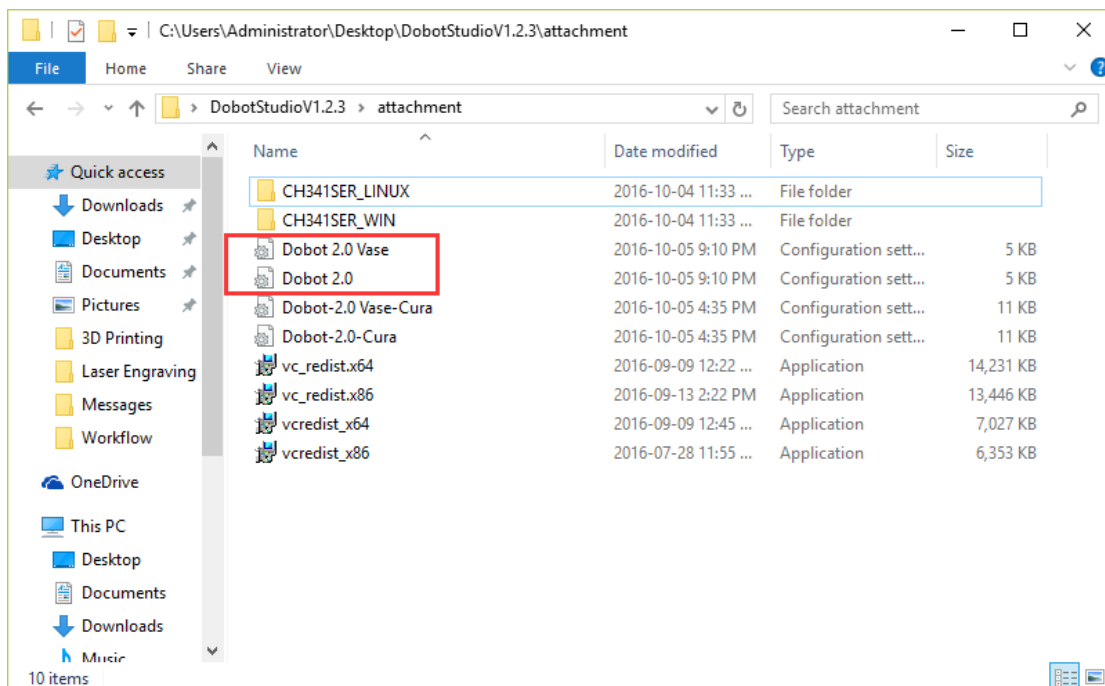 C:\Users\Administrator\Desktop\DobotStudioV1.2.3\attachment
File Home Share View
DobotStudioV1.2.3 > attachment Search attachment
Name Date modified Type Size
Quick access
Downloads
Desktop
Documents
Pictures
3D Printing
Laser Engraving
Messages
Workflow
OneDrive
This PC
Desktop
Documents
Downloads
Music
CH341SER_LINUX 2016-10-04 11:33 ... File folder
CH341SER_WIN 2016-10-04 11:33 ... File folder
Dobot 2.0 Vase 2016-10-05 9:10 PM Configuration sett... 5 KB
Dobot 2.0 2016-10-05 9:10 PM Configuration sett... 5 KB
Dobot-2.0 Vase-Cura 2016-10-05 4:35 PM Configuration sett... 11 KB
Dobot-2.0-Cura 2016-10-05 4:35 PM Configuration sett... 11 KB
vc_redist.x64 2016-09-09 12:22 ... Application 14,231 KB
vc_redist.x86 2016-09-13 2:22 PM Application 13,446 KB
vcredist_x64 2016-09-09 12:45 ... Application 7,027 KB
vcredist_x86 2016-07-28 11:55 ... Application 6,353 KB
10 items